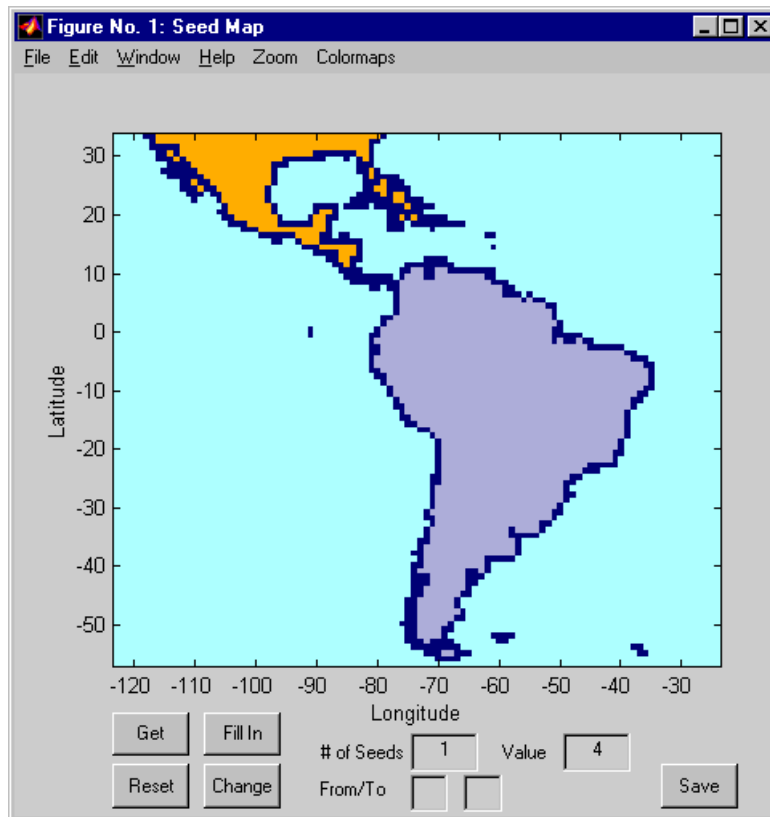 Figure No. 1: Seed Map
File Edit Window Help Zoom Colormaps
30
20
10
0
-10
-20
-30
-40
-50
Latitude
-120 -110 -100 -90 -80 -70 -60 -50 -40 -30
Longitude
Get Fill In
# of Seeds 1 Value 4
Reset Change From/To Save